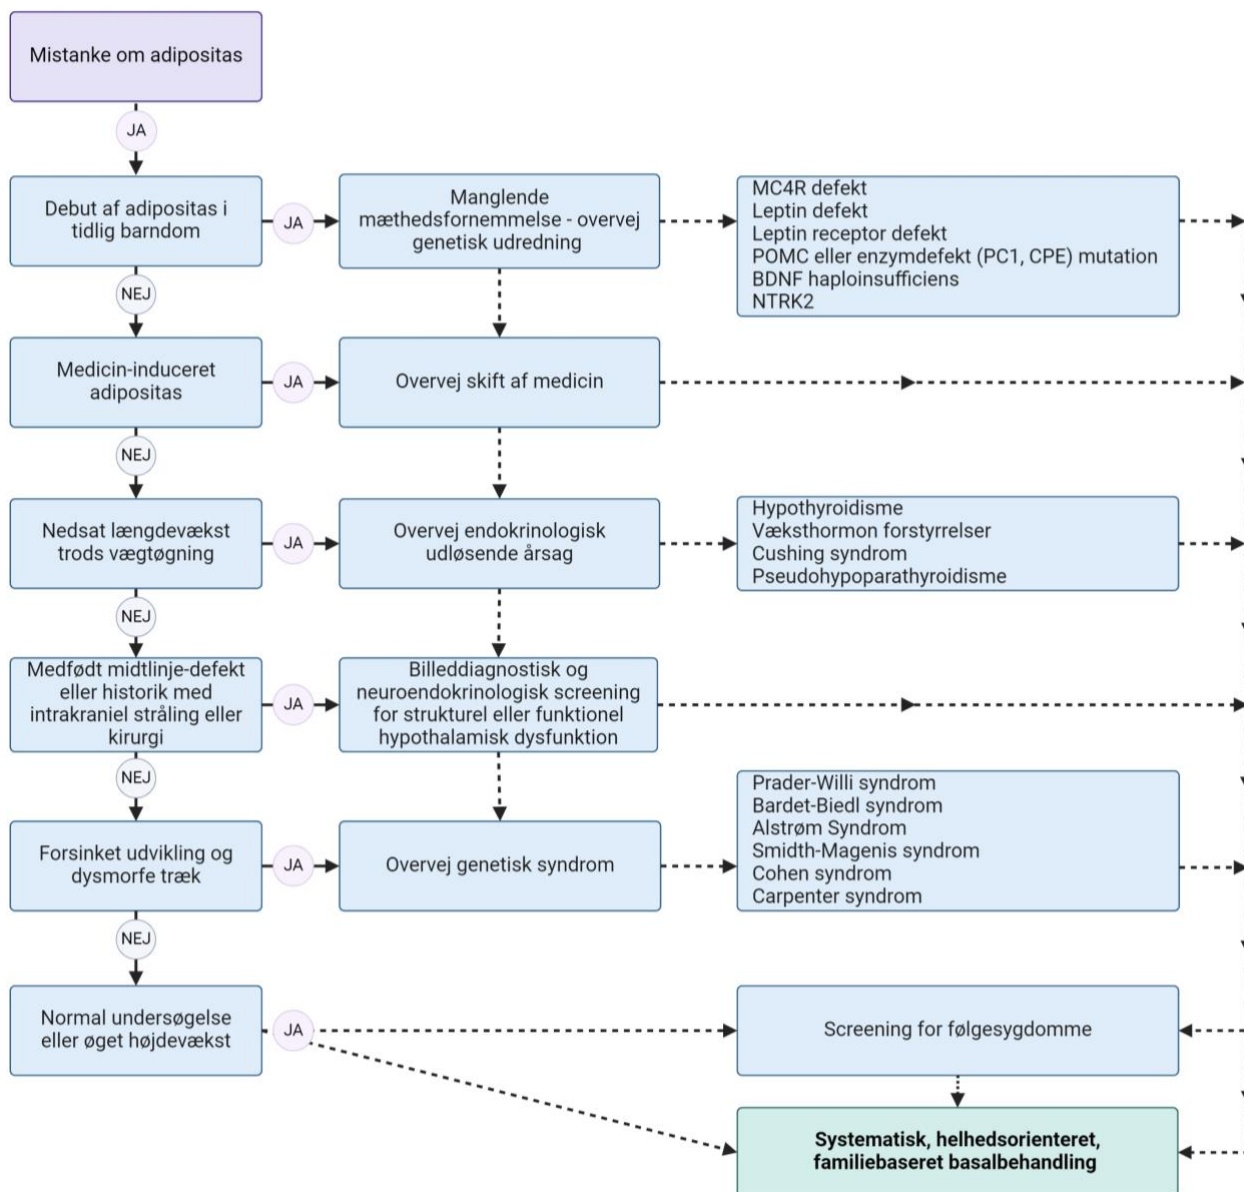 Mistanke om adipositas
JA
Debut af adipositas i
tidlig barndom
JA
Manglende
mæthedsfornemmelse - overvej
genetisk udredning
MC4R defekt
Leptin defekt
Leptin receptor defekt
POMC eller enzymdefekt (PC1, CPE) mutation
BDNF haploinsufficiens
NTRK2
NEJ
Medicin-induceret
adipositas
JA
Overvej skift af medicin
NEJ
Nedsat længdevækst
trods vægtøgning
JA
Overvej endokrinologisk
udløsende årsag
Hypothyroidisme
Væksthormon forstyrrelser
Cushing syndrom
Pseudohypoparathyroidisme
NEJ
Medfødt midtlinje-defekt
eller historik med
intrakraniel stråling eller
kirurgi
JA
Billeddiagnostisk og
neuroendokrinologisk screening
for strukturel eller funktionel
hypothalamisk dysfunktion
NEJ
Forsinket udvikling og
dysmorfe træk
JA
Overvej genetisk syndrom
Prader-Willi syndrom
Bardet-Biedl syndrom
Alstrøm Syndrom
Smidth-Magenis syndrom
Cohen syndrom
Carpenter syndrom
NEJ
Normal undersøgelse
eller øget højdevækst
JA
Screening for følgesygdomme
Systematisk, helhedsorienteret,
familiebaseret basalbehandling